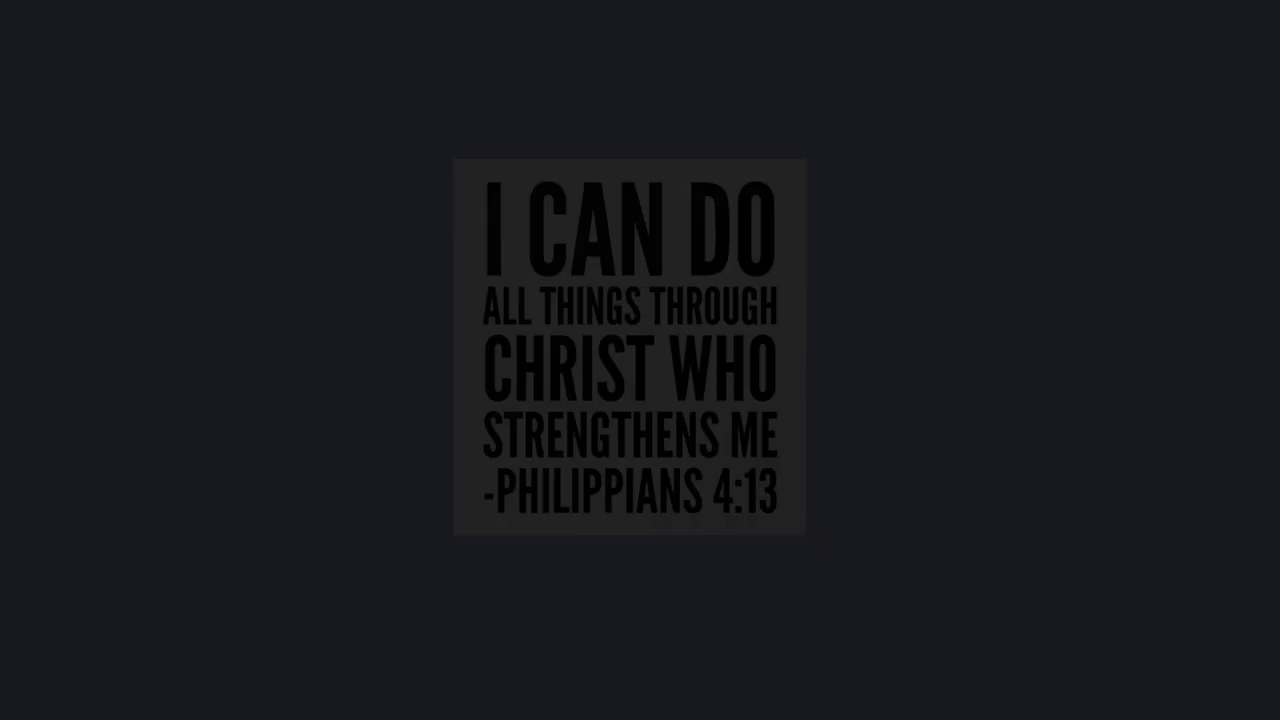 I CAN DO
ALL THINGS THROUGH
CHRIST WHO
STRENGTHENS ME
-PHILIPPIANS 4:13